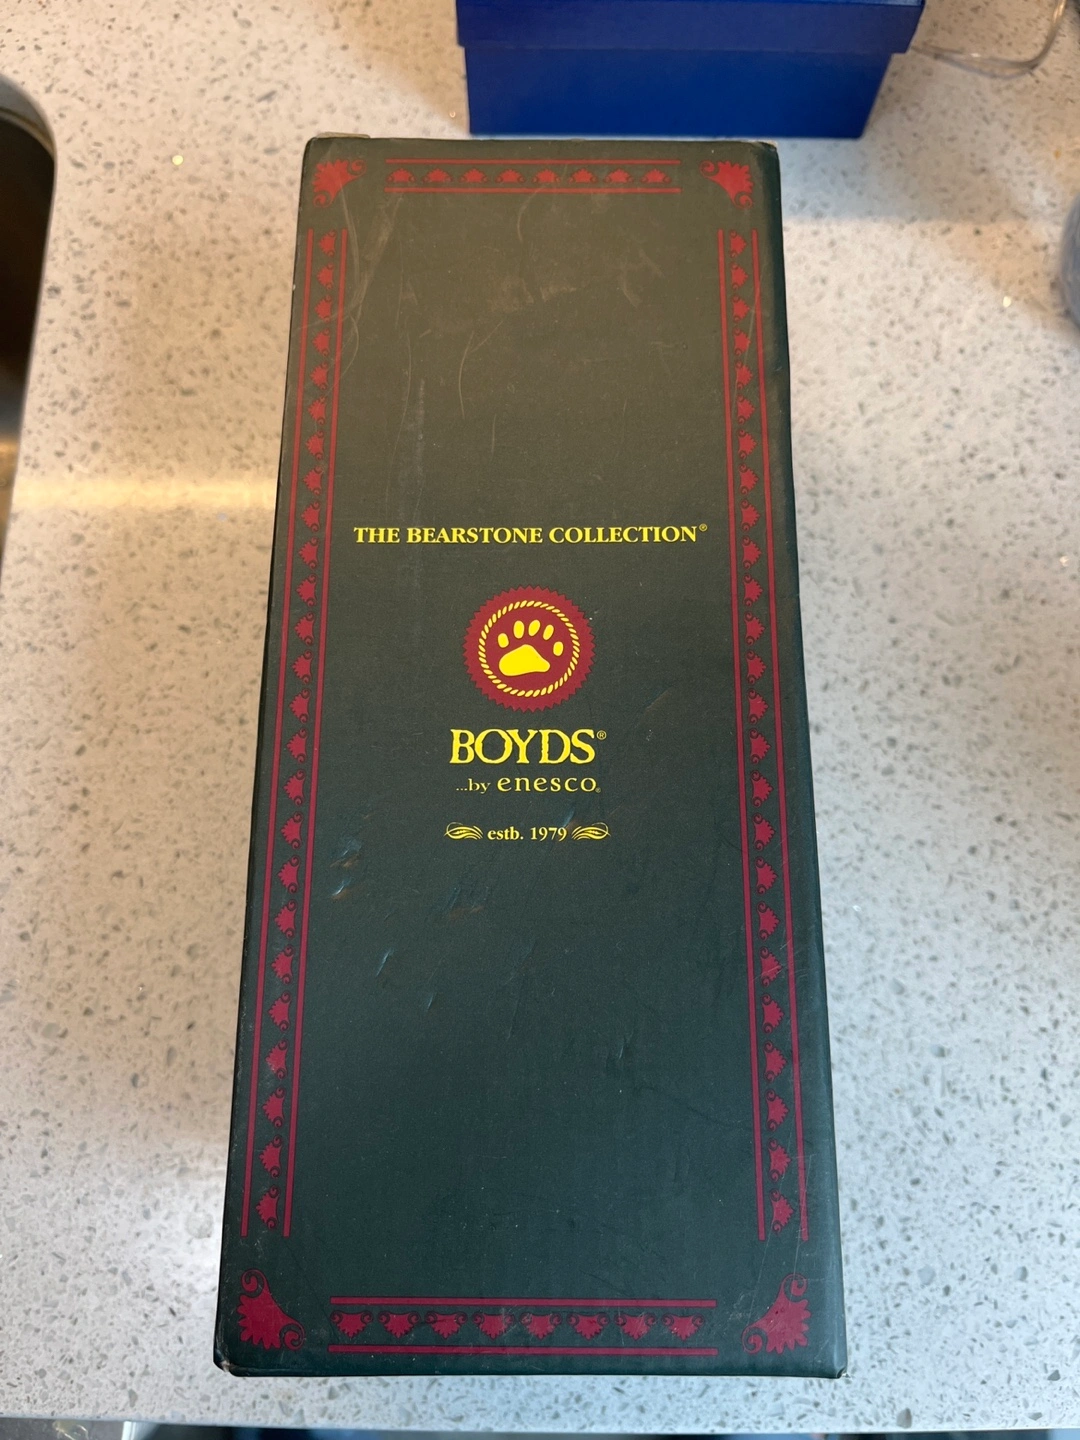 THE BEARSTONE COLLECTION®
BOYDS®
...by enesco®
estb. 1979